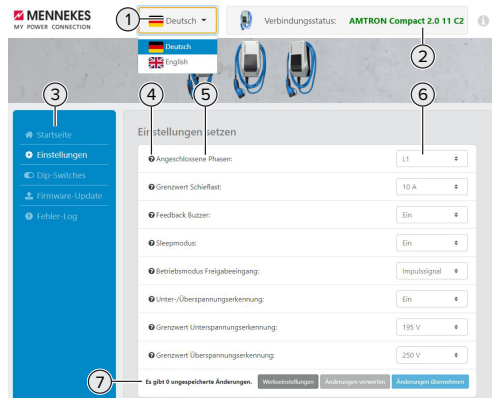 MENNEKES
MY POWER CONNECTION
1
Deutsch
Verbindungsstatus: AMTRON Compact 2.0 11 C2
2
Deutsch
English
3
4
5
6
Startseite
Einstellungen
Dip-Switches
Firmware-Update
Fehler-Log
Einstellungen setzen
Angeschlossene Phasen: L1
Grenzwert Schieflast: 10 A
Feedback Buzzer: Ein
Sleepmodus: Ein
Betriebsmodus Freigabeeingang: Impulssignal
Unter-/Überspannungserkennung: Ein
Grenzwert Unterspannungserkennung: 195 V
Grenzwert Überspannungserkennung: 250 V
7
Es gibt 0 ungespeicherte Änderungen. Werkseinstellungen Änderungen verwerfen Änderungen übernehmen